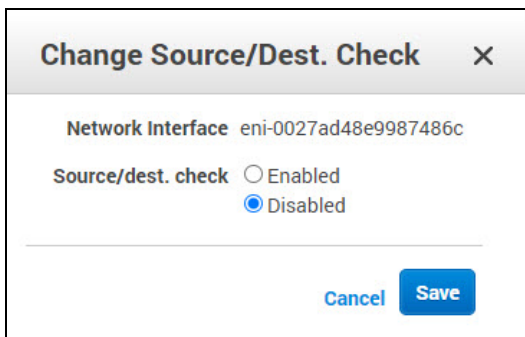 Change Source/Dest. Check
Network Interface eni-0027ad48e9987486c
Source/dest. check Enabled
Disabled
Cancel Save